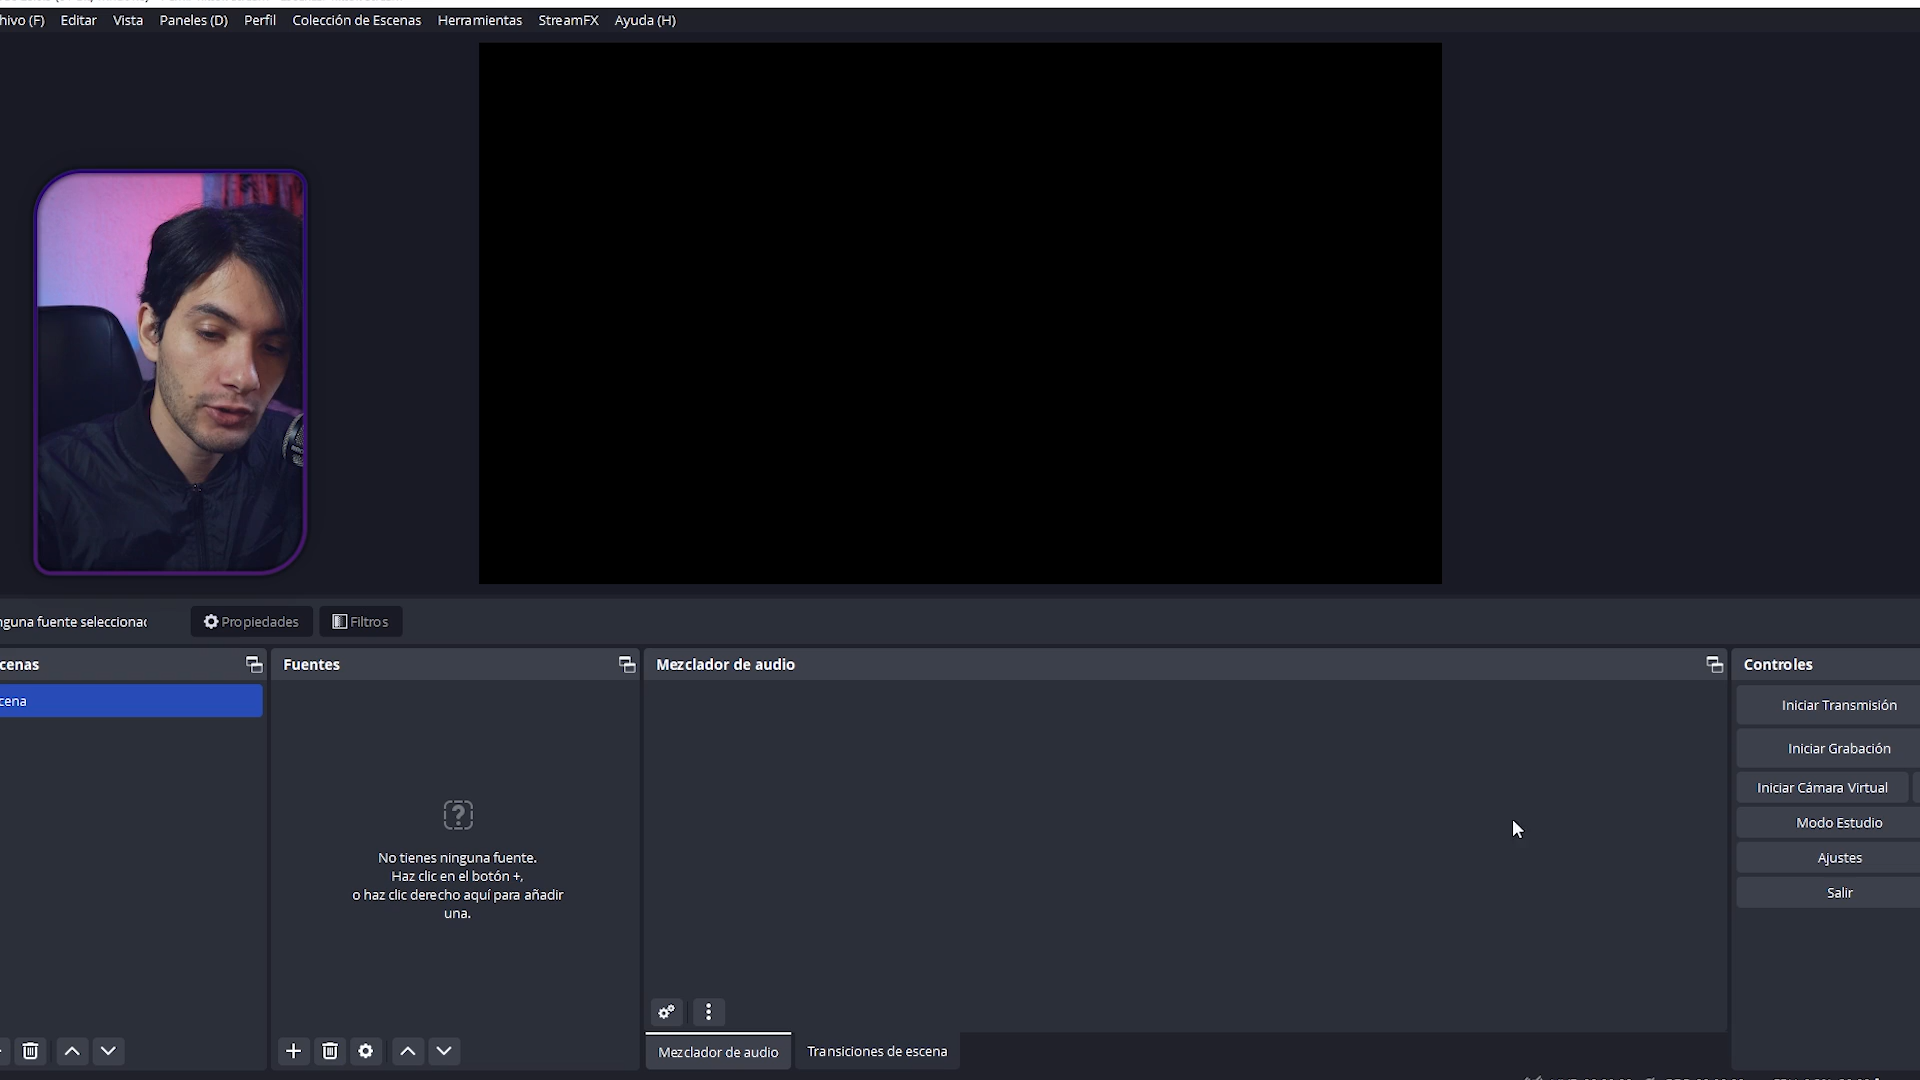 hivo (F) Editar Vista Paneles (D) Perfil Colección de Escenas Herramientas StreamFX Ayuda (H)
nguna fuente seleccionad Propiedades Filtros
cenas
cena
Fuentes
No tienes ninguna fuente.
Haz clic en el botón +,
o haz clic derecho aquí para añadir
una.
Mezclador de audio
Mezclador de audio Transiciones de escena
Controles
Iniciar Transmisión
Iniciar Grabación
Iniciar Cámara Virtual
Modo Estudio
Ajustes
Salir